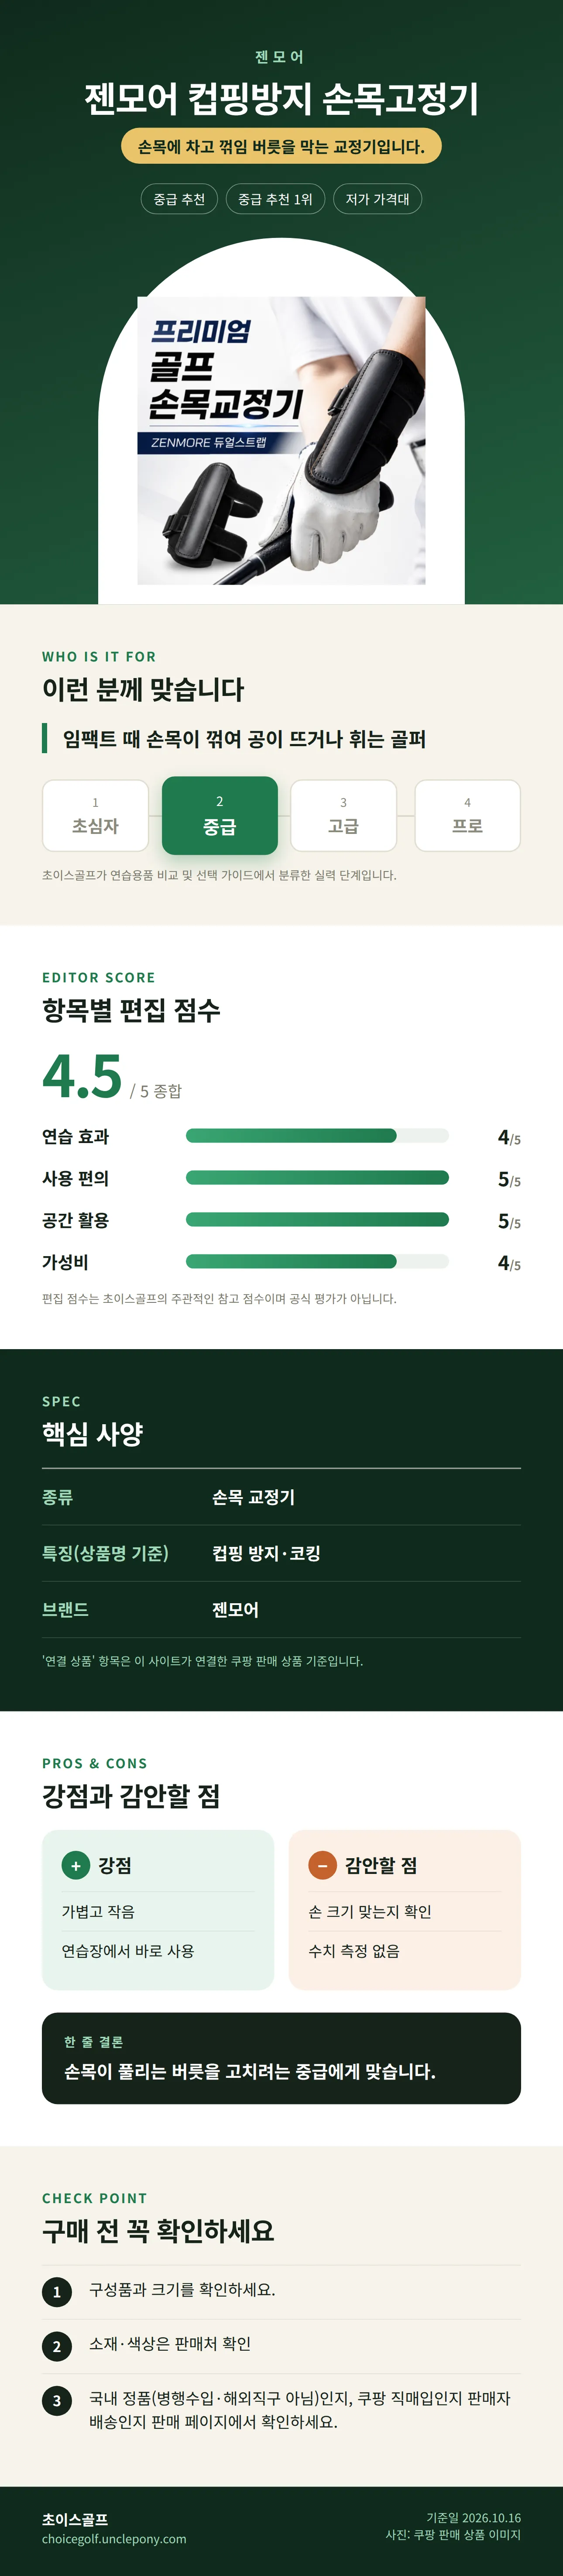 젠모어
젠모어 컵핑방지 손목고정기
손목에 차고 꺾임 버릇을 막는 교정기입니다.
중급 추천
중급 추천 1위
저가 가격대
프리미엄
골프
손목교정기
ZENMORE 듀얼스트랩
WHO IS IT FOR
이런 분께 맞습니다
임팩트 때 손목이 꺾여 공이 뜨거나 휘는 골퍼
1
초심자
2
중급
3
고급
4
프로
초이스골프가 연습용품 비교 및 선택 가이드에서 분류한 실력 단계입니다.
EDITOR SCORE
항목별 편집 점수
4.5 / 5 종합
연습 효과 4/5
사용 편의 5/5
공간 활용 5/5
가성비 4/5
편집 점수는 초이스골프의 주관적인 참고 점수이며 공식 평가가 아닙니다.
SPEC
핵심 사양
종류 손목 교정기
특징(상품명 기준) 컵핑 방지·코킹
브랜드 젠모어
'연결 상품' 항목은 이 사이트가 연결한 쿠팡 판매 상품 기준입니다.
PROS & CONS
강점과 감안할 점
+ 강점
가볍고 작음
연습장에서 바로 사용
− 감안할 점
손 크기 맞는지 확인
수치 측정 없음
한 줄 결론
손목이 풀리는 버릇을 고치려는 중급에게 맞습니다.
CHECK POINT
구매 전 꼭 확인하세요
1 구성품과 크기를 확인하세요.
2 소재·색상은 판매처 확인
3 국내 정품(병행수입·해외직구 아님)인지, 쿠팡 직매입인지 판매자
배송인지 판매 페이지에서 확인하세요.
초이스골프
choicegolf.unclepony.com
기준일 2026.10.16
사진: 쿠팡 판매 상품 이미지